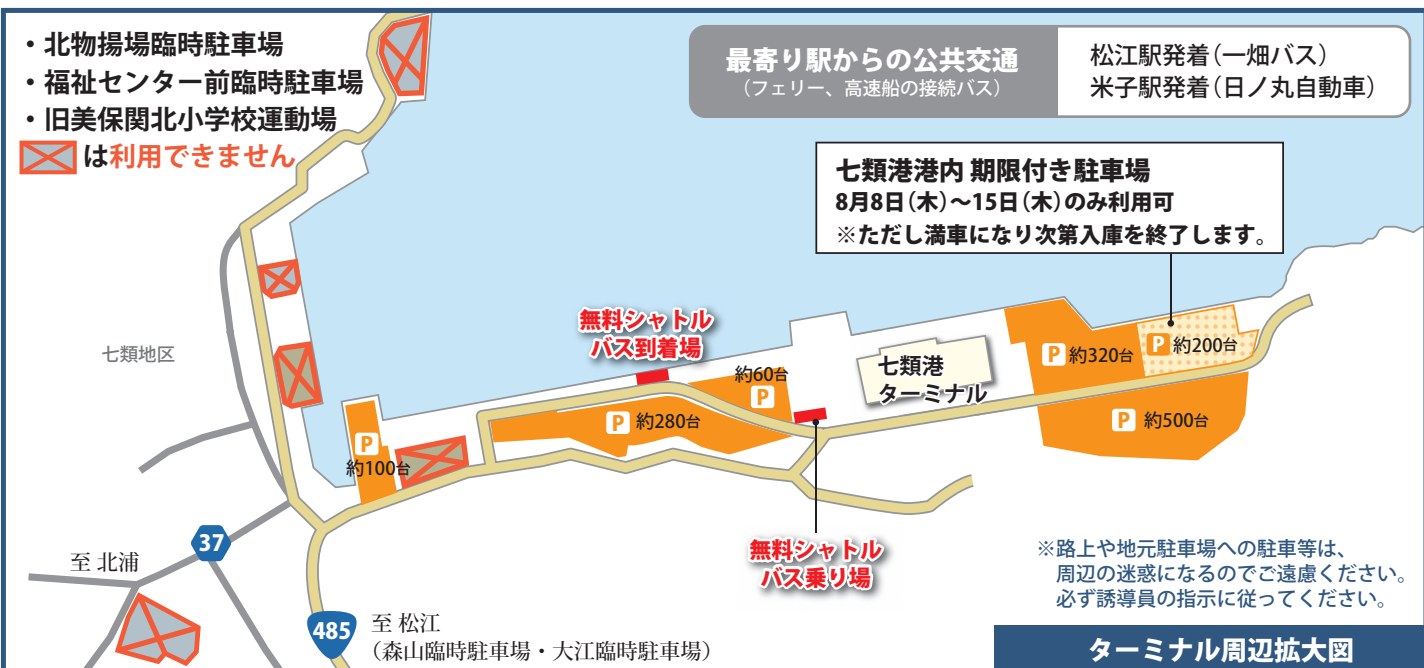 ・北物揚場臨時駐車場
・福祉センター前臨時駐車場
・旧美保関北小学校運動場
は利用できません
最寄り駅からの公共交通
（フェリー、高速船の接続バス）
松江駅発着（一畑バス）
米子駅発着（日ノ丸自動車）
七類港港内 期限付き駐車場
8月8日（木）～15日（木）のみ利用可
※ただし満車になり次第入庫を終了します。
七類地区
無料シャトル
バス到着場
約60台
P
七類港
ターミナル
P 約320台
P 約200台
P 約280台
P 約500台
P
約100台
無料シャトル
バス乗り場
37
至 北浦
485
至 松江
（森山臨時駐車場・大江臨時駐車場）
※路上や地元駐車場への駐車等は、
周辺の迷惑になるのでご遠慮ください。
必ず誘導員の指示に従ってください。
ターミナル周辺拡大図